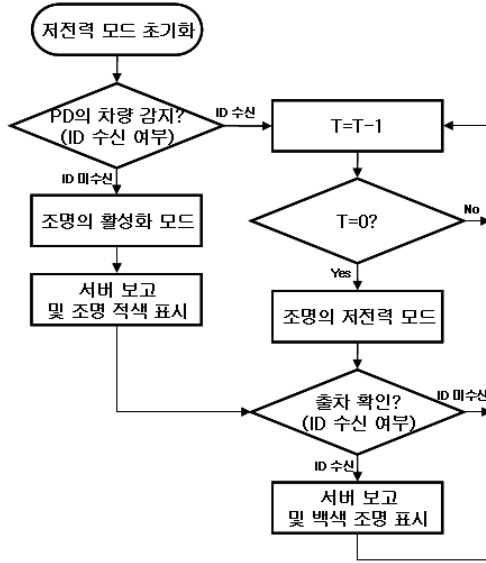 저전력 모드 초기화
PD의 차량 감지?
(ID 수신 여부)
ID 수신
T=T-1
ID 미수신
조명의 활성화 모드
T=0?
No
Yes
서버 보고
및 조명 적색 표시
조명의 저전력 모드
출차 확인?
(ID 수신 여부)
ID 미수신
ID 수신
서버 보고
및 백색 조명 표시